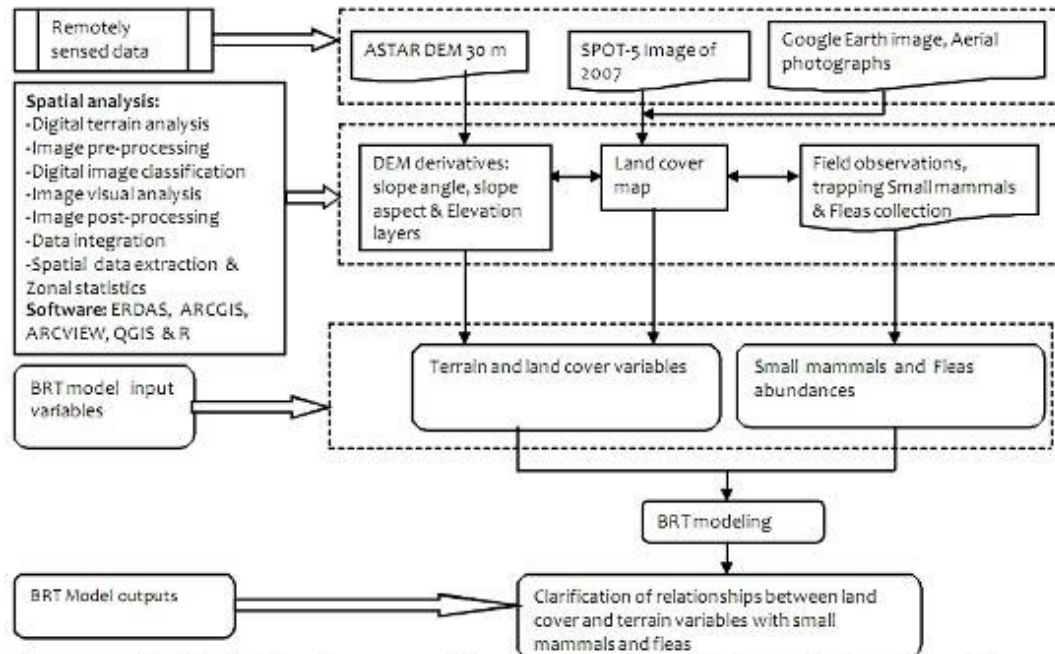 Remotely
sensed data
ASTAR DEM 30 m
SPOT-5 Image of
2007
Google Earth image, Aerial
photographs
Spatial analysis:
-Digital terrain analysis
-Image pre-processing
-Digital image classification
-Image visual analysis
-Image post-processing
-Data integration
-Spatial data extraction &
Zonal statistics
Software: ERDAS, ARCGIS,
ARCVIEW, QGIS & R
DEM derivatives:
slope angle, slope
aspect & Elevation
layers
Land cover
map
Field observations,
trapping Small mammals
& Fleas collection
BRT model input
variables
Terrain and land cover variables
Small mammals and Fleas
abundances
BRT modeling
BRT Model outputs
Clarification of relationships between land
cover and terrain variables with small
mammals and fleas